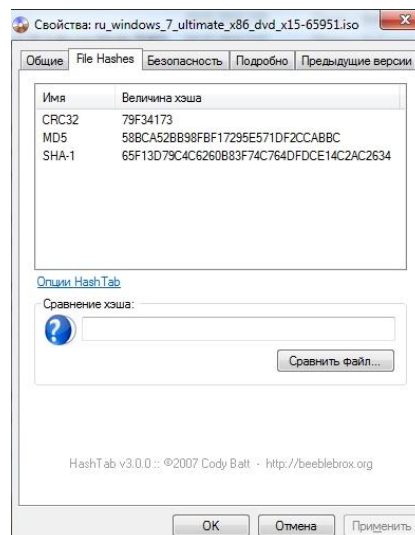 Свойства: ru_windows_7_ultimate_x86_dvd_x15-65951.iso
Общие File Hashes Безопасность Подробно Предыдущие версии
Имя Величина хэша
CRC32 79F34173
MD5 58BCA52BB98FBF17295E571DF2CCABBC
SHA-1 65F13D79C4C6260B83F74C764DFDCE14C2AC2634
Опции HashTab
Сравнение хэша:
Сравнить файл...
HashTab v3.0.0 :: ©2007 Cody Batt - http://beeblebrox.org
OK Отмена Применить